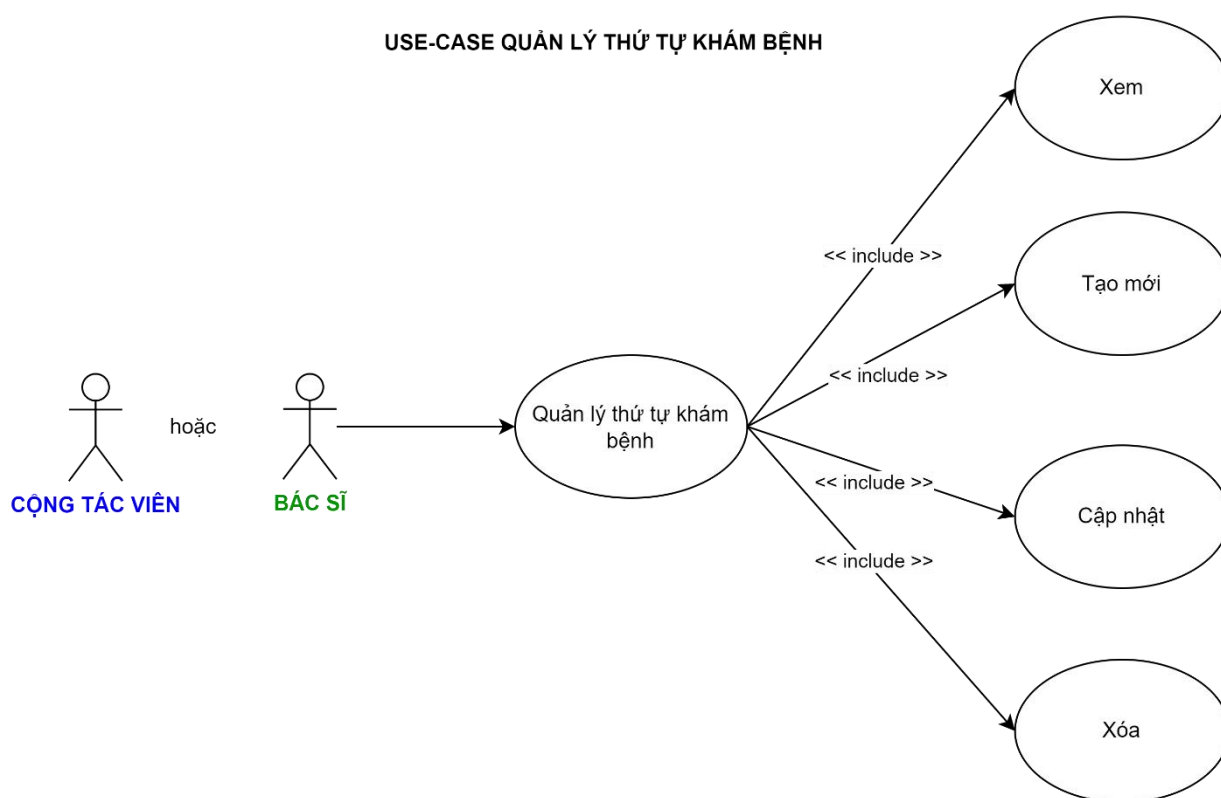 USE-CASE QUẢN LÝ THỨ TỰ KHÁM BỆNH
Xem
<< include >>
Tạo mới
<< include >>
hoặc
Quản lý thứ tự khám
bệnh
CỘNG TÁC VIÊN
BÁC SĨ
<< include >>
Cập nhật
<< include >>
Xóa